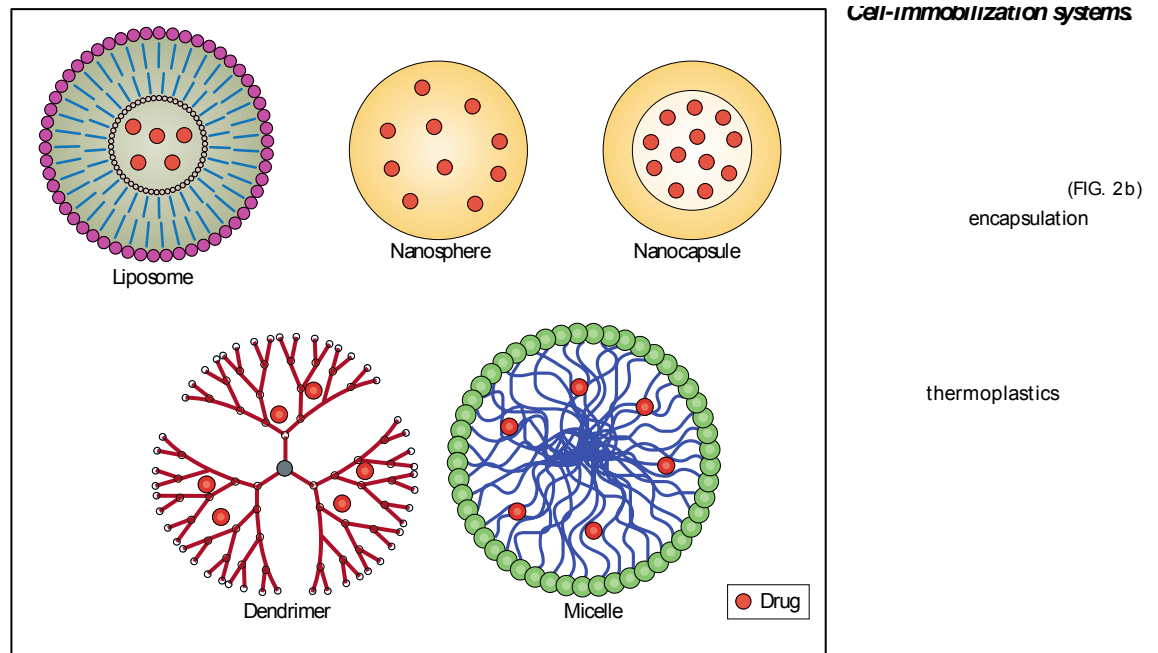 Cell-immobilization systems.
Liposome
Nanosphere
Nanocapsule
Dendrimer
Micelle
Drug
(FIG. 2b)
encapsulation
thermoplastics